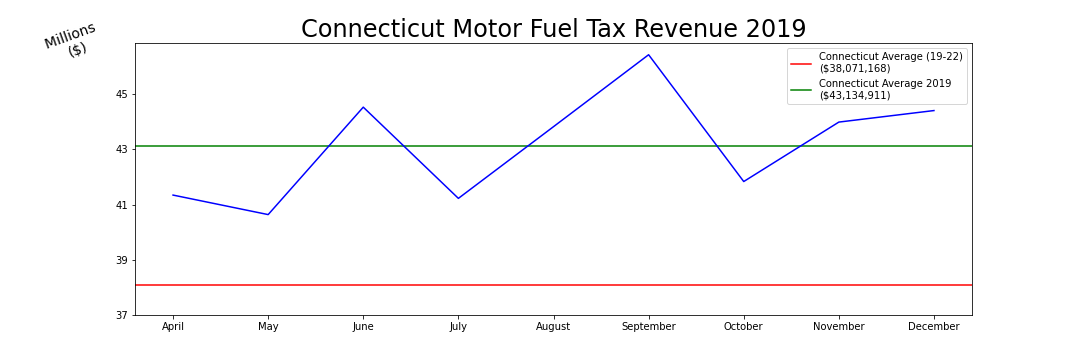 Connecticut Motor Fuel Tax Revenue 2019
Millions
($)
Connecticut Average (19-22)
($38,071,168)
Connecticut Average 2019
($43,134,911)
45
43
41
39
37
April May June July August September October November December